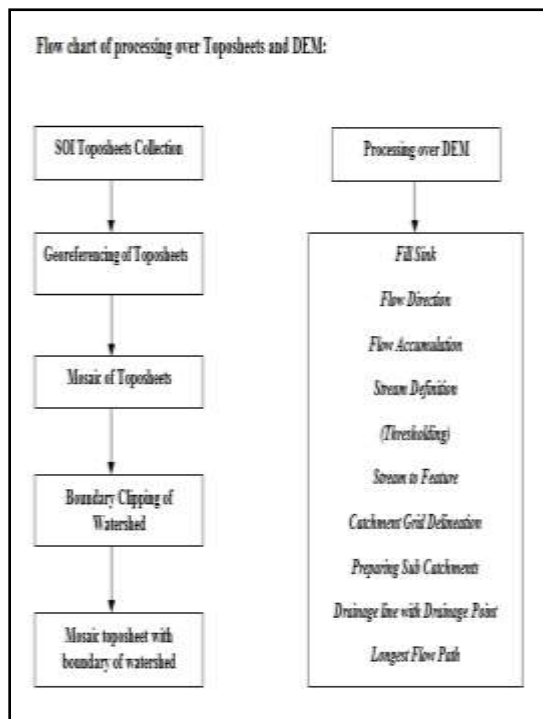 Flow chart of processing over Toposheets and DEM:
SOI Toposheets Collection
Georeferencing of Toposheets
Mosaic of Toposheets
Boundary Clipping of
Watershed
Mosaic toposheet with
boundary of watershed
Processing over DEM
Fill Sink
Flow Direction
Flow Accumulation
Stream Definition
(Thresholding)
Stream to Feature
Catchment Grid Delineation
Preparing Sub Catchments
Drainage line with Drainage Point
Longest Flow Path